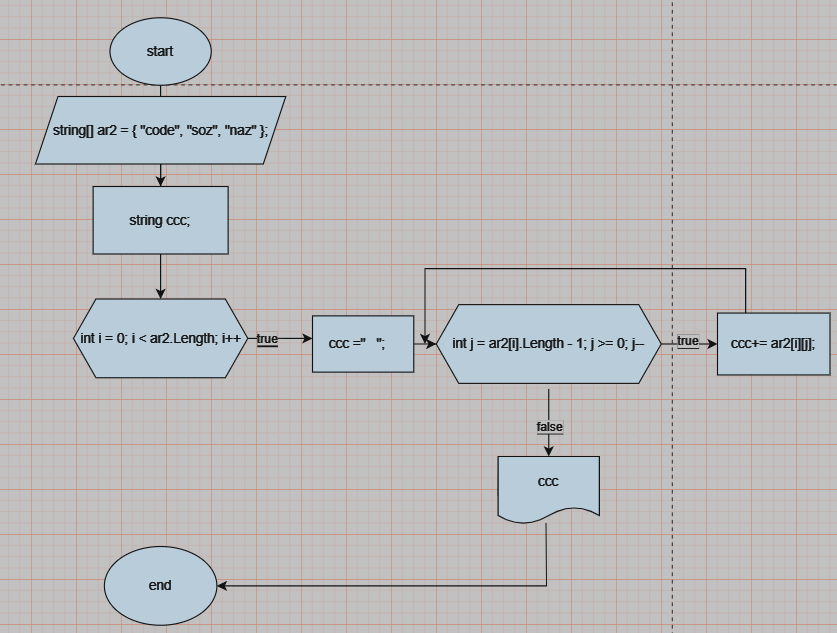 start
string[] ar2 = { "code", "soz", "naz" };
string ccc;
int i = 0; i < ar2.Length; i++
true
ccc ="   ";
int j = ar2[i].Length - 1; j >= 0; j--
true
ccc+= ar2[i][j];
false
ccc
end